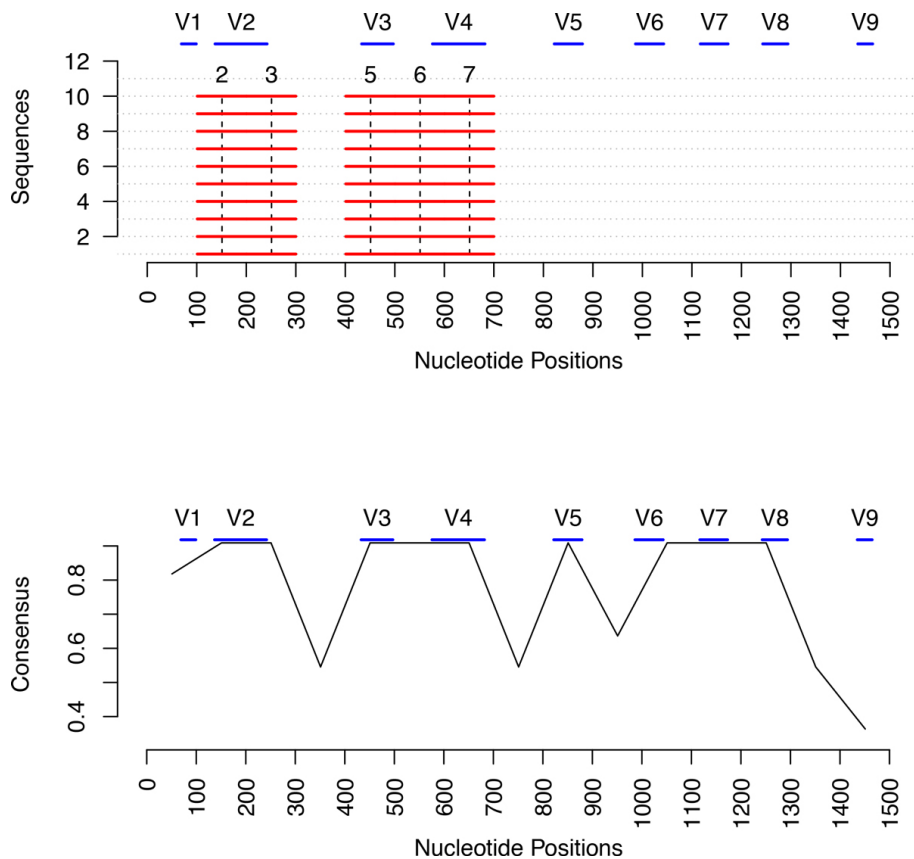 V1 V2 V3 V4 V5 V6 V7 V8 V9
12
2 3 5 6 7
10
8
6
4
2
Sequences
0 100 200 300 400 500 600 700 800 900 1000 1100 1200 1300 1400 1500
Nucleotide Positions
V1 V2 V3 V4 V5 V6 V7 V8 V9
0.8
0.6
0.4
Consensus
0 100 200 300 400 500 600 700 800 900 1000 1100 1200 1300 1400 1500
Nucleotide Positions